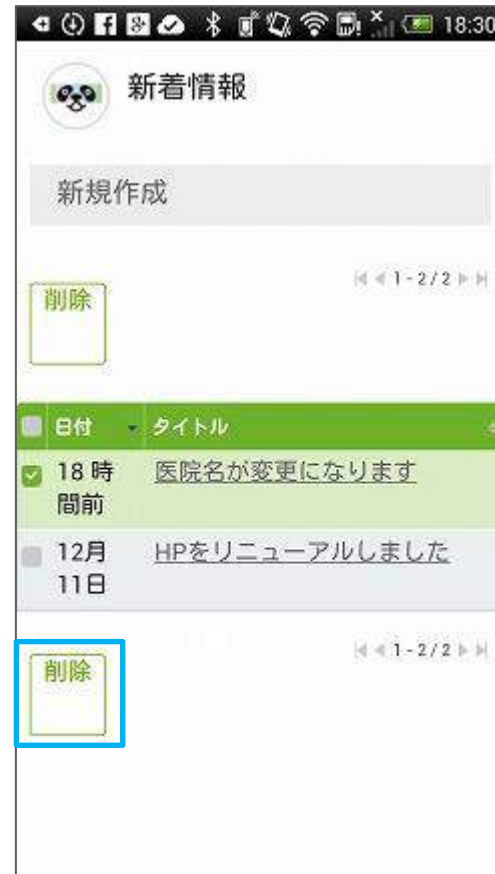 18:30
新着情報
新規作成
1-2/2
削除
日付 タイトル
18 時間前 医院名が変更になります
12月11日 HPをリニューアルしました
1-2/2
削除